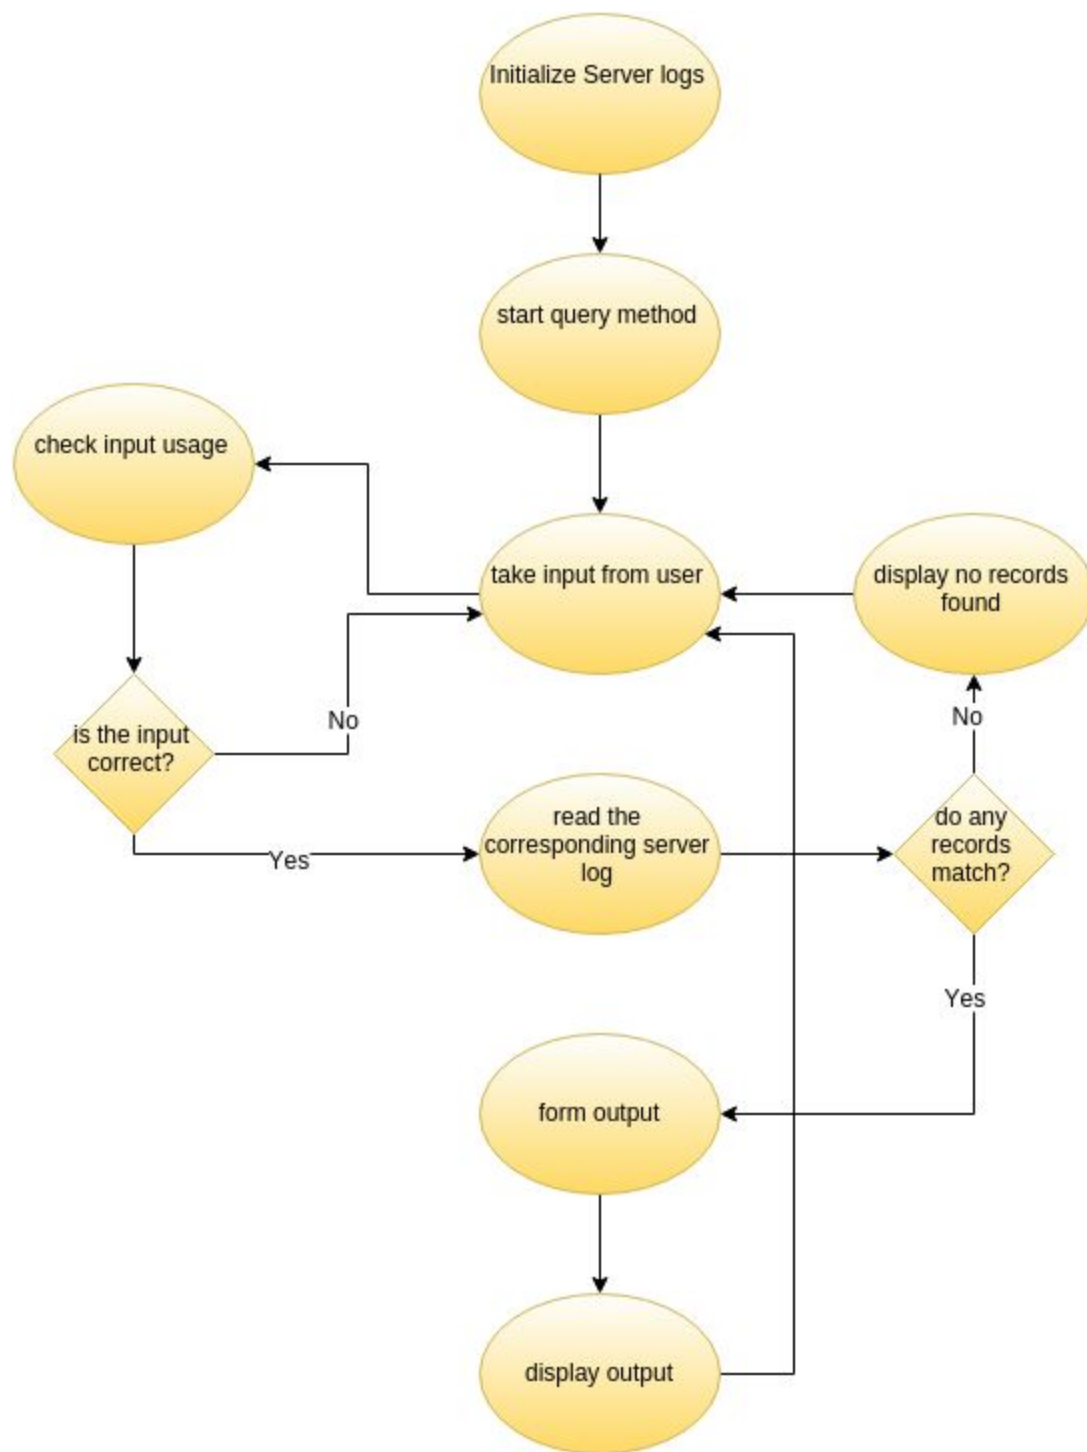 Initialize Server logs
start query method
check input usage
take input from user
display no records
found
No
No
is the input
correct?
read the
corresponding server
log
do any
records
match?
Yes
Yes
form output
display output